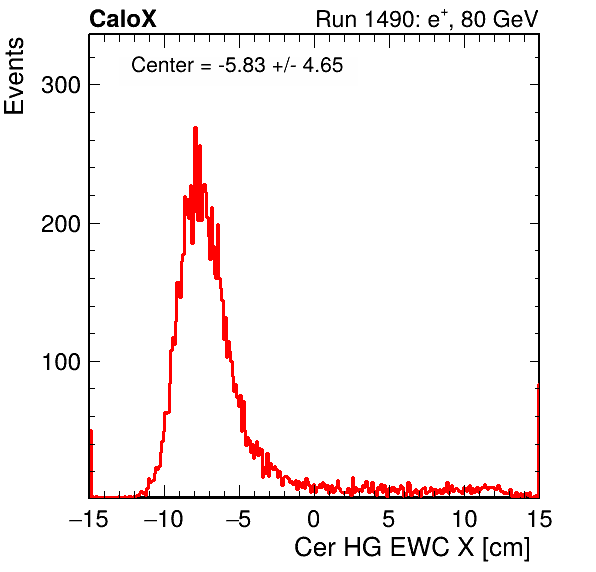 CaloX
Run 1490: e⁺, 80 GeV
Center = -5.83 +/- 4.65
Events
300
200
100
−15 −10 −5 0 5 10 15
Cer HG EWC X [cm]